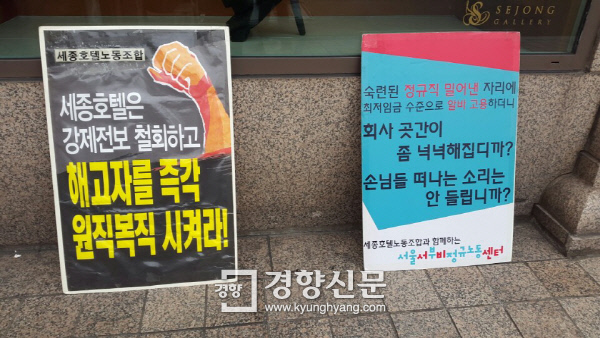 SEJONG
GALLERY
세종호텔노동조합
세종호텔은
강제전보 철회하고
해고자를 즉각
원직복직 시켜라!
숙련된 정규직 밀어낸 자리에
최저임금 수준으로 알바 고용하더니
회사 곳간이
좀 넉넉해집디까?
손님들 떠나는 소리는
안 들립니까?
세종호텔노동조합과 함께하는
서울서부비정규노동센터
경향 경향신문
www.kyunghyang.com